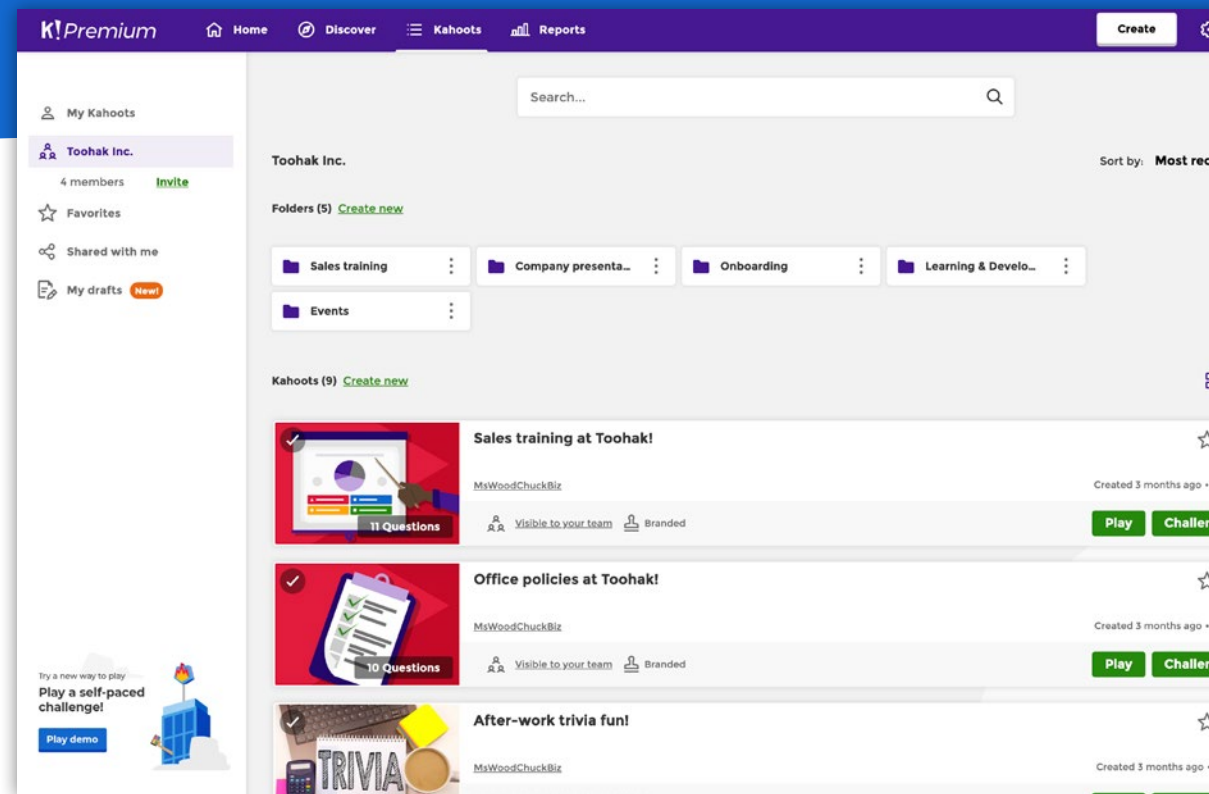 K! Premium Home Discover Kahoots Reports Create
Search...
My Kahoots
Toohak Inc.
4 members Invite
Favorites
Shared with me
My drafts New!
Toohak Inc. Sort by: Most rec
Folders (5) Create new
Sales training Company presenta... Onboarding Learning & Develo...
Events
Kahoots (9) Create new
Sales training at Toohak!
MsWoodChuckBiz Created 3 months ago •
11 Questions Visible to your team Branded Play Challen
Office policies at Toohak!
MsWoodChuckBiz Created 3 months ago •
10 Questions Visible to your team Branded Play Challen
After-work trivia fun!
TRIVIA
MsWoodChuckBiz Created 3 months ago •
Try a new way to play
Play a self-paced
challenge!
Play demo